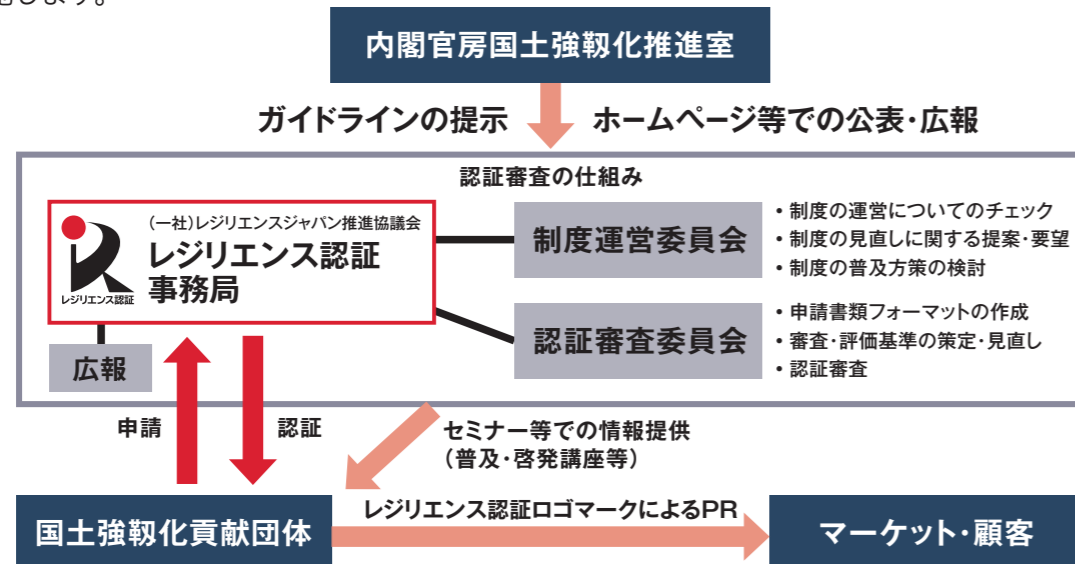 内閣官房国土強靱化推進室
ガイドラインの提示
ホームページ等での公表・広報
認証審査の仕組み
レジリエンス認証
(一社)レジリエンスジャパン推進協議会
レジリエンス認証
事務局
広報
制度運営委員会
・制度の運営についてのチェック
・制度の見直しに関する提案・要望
・制度の普及方策の検討
認証審査委員会
・申請書類フォーマットの作成
・審査・評価基準の策定・見直し
・認証審査
申請
認証
セミナー等での情報提供
(普及・啓発講座等)
国土強靱化貢献団体
レジリエンス認証ロゴマークによるPR
マーケット・顧客